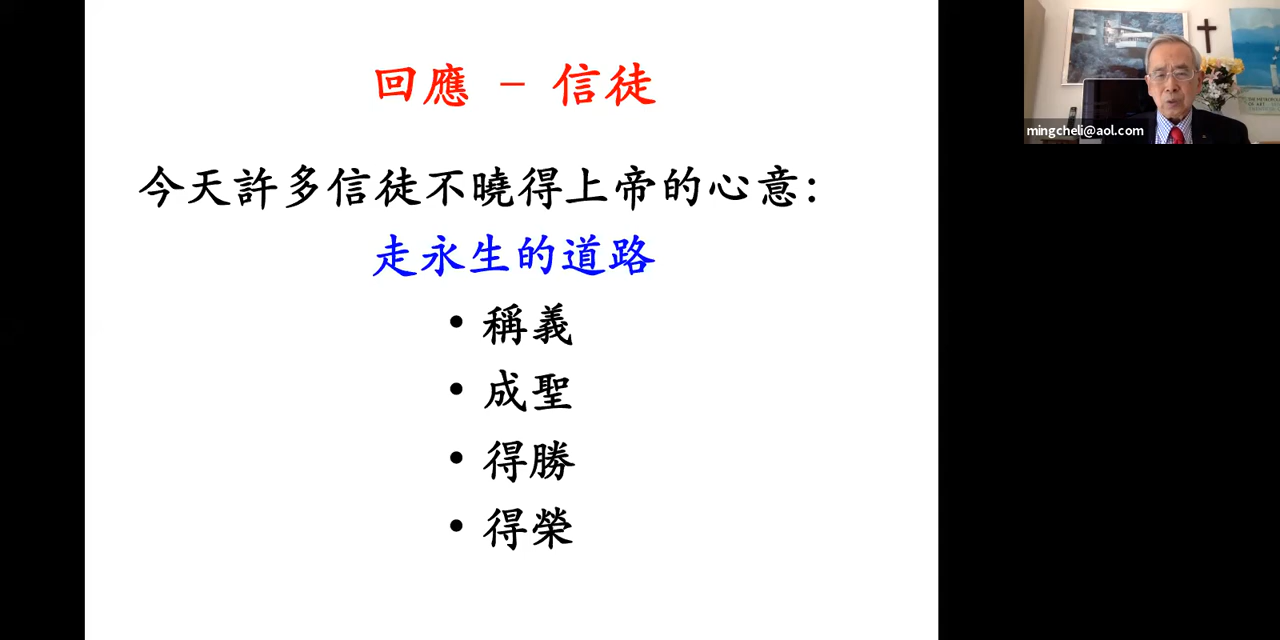 回應 – 信徒
今天許多信徒不曉得上帝的心意:
走永生的道路
• 稱義
• 成聖
• 得勝
• 得榮
mingcheli@aol.com